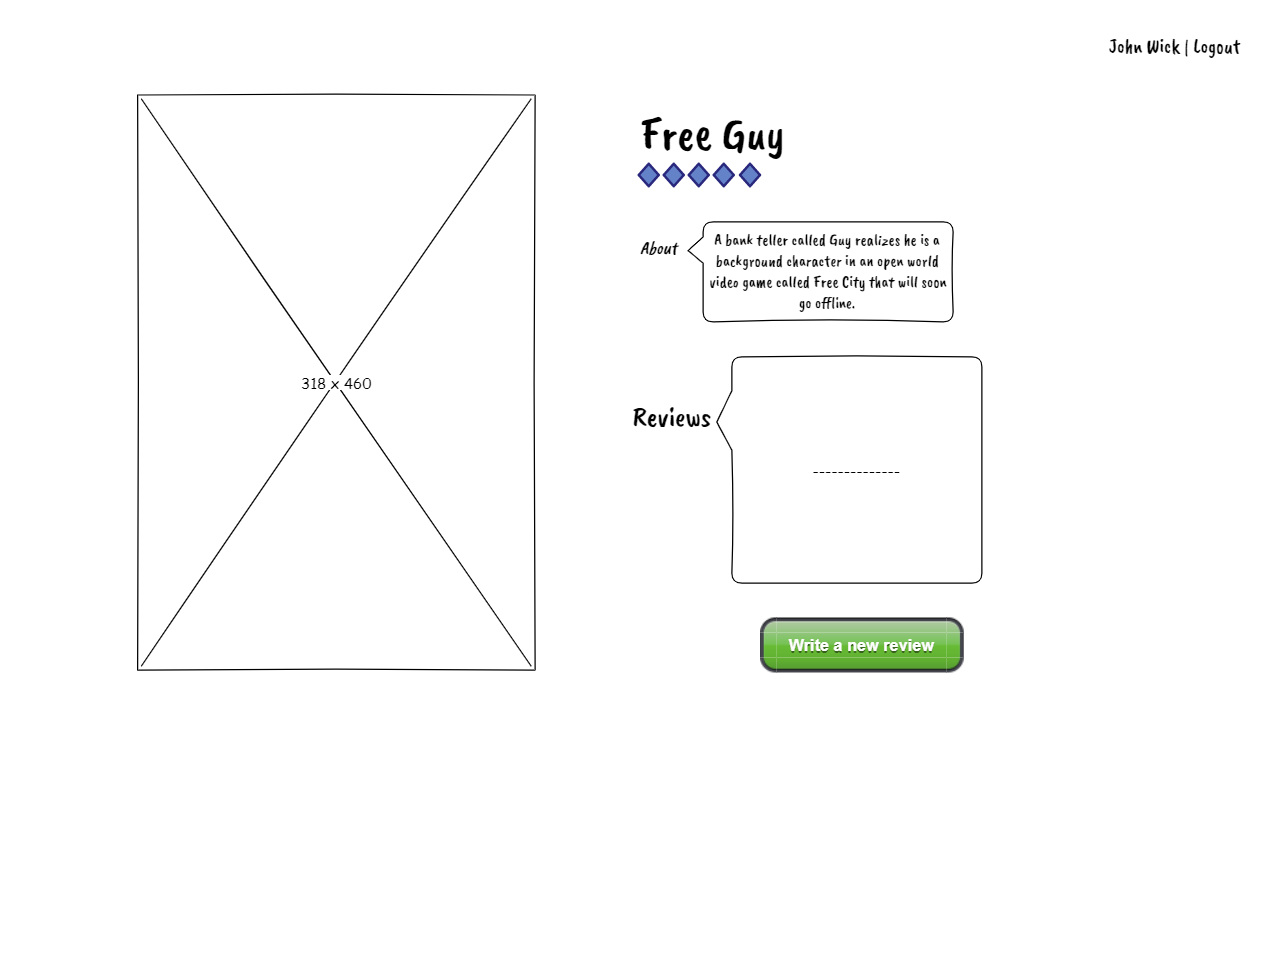 John Wick | Logout
Free Guy
About
A bank teller called Guy realizes he is a
background character in an open world
video game called Free City that will soon
go offline.
318 x 460
Reviews
--------------
Write a new review